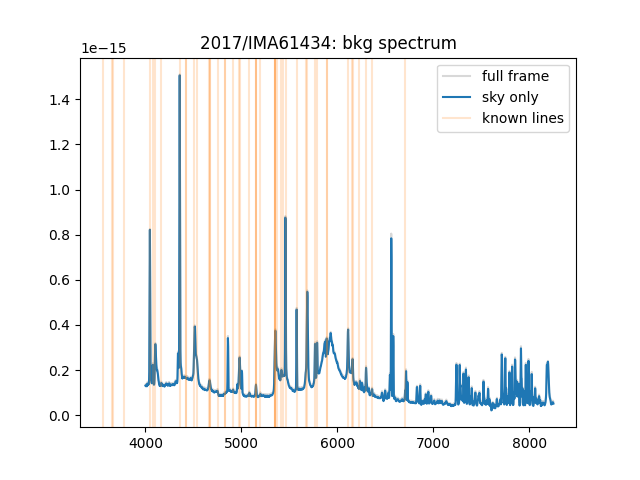 2017/IMA61434: bkg spectrum
1e−15
full frame
sky only
known lines
1.4
1.2
1.0
0.8
0.6
0.4
0.2
0.0
4000 5000 6000 7000 8000